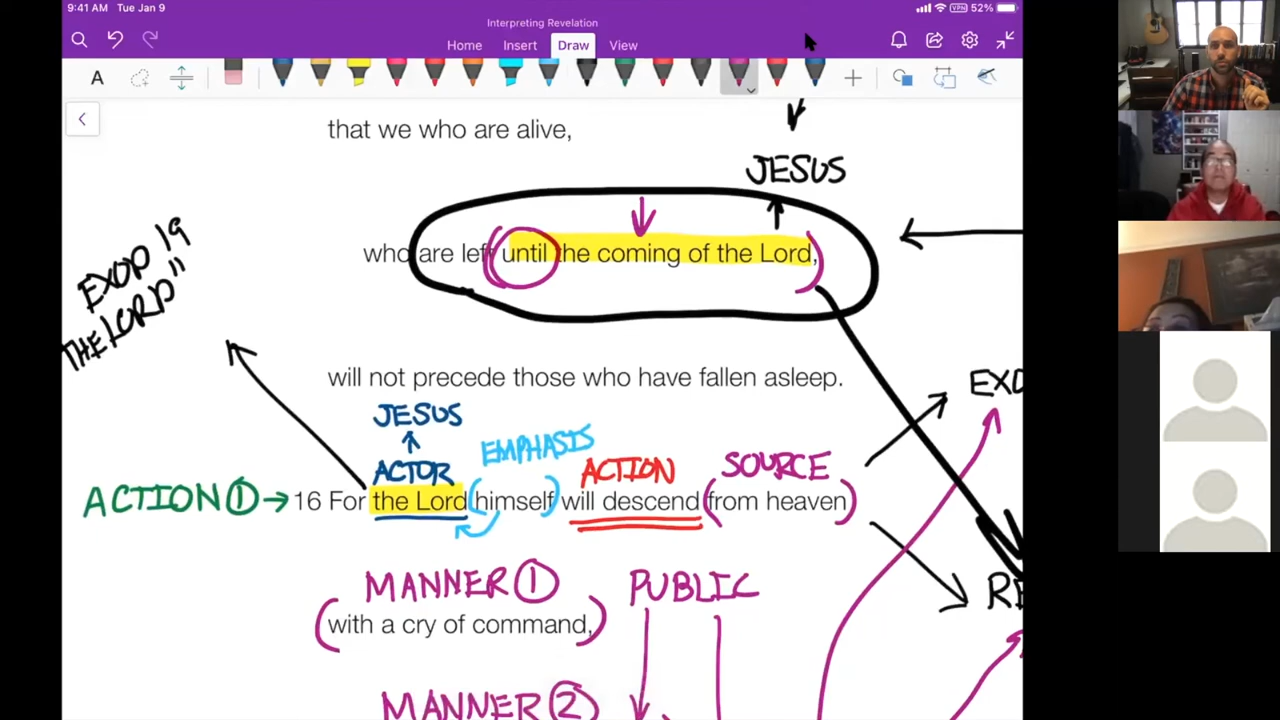 9:41 AM Tue Jan 9
VPN 52%
Interpreting Revelation
Home Insert Draw View
A
that we who are alive,
JESUS
who are left until the coming of the Lord,
EXOD 19
THE LORD"
will not precede those who have fallen asleep.
JESUS
ACTOR
EMPHASIS
ACTION
SOURCE
ACTION ① → 16 For the Lord himself will descend from heaven
MANNER ①
PUBLIC
with a cry of command,
MANNER ②